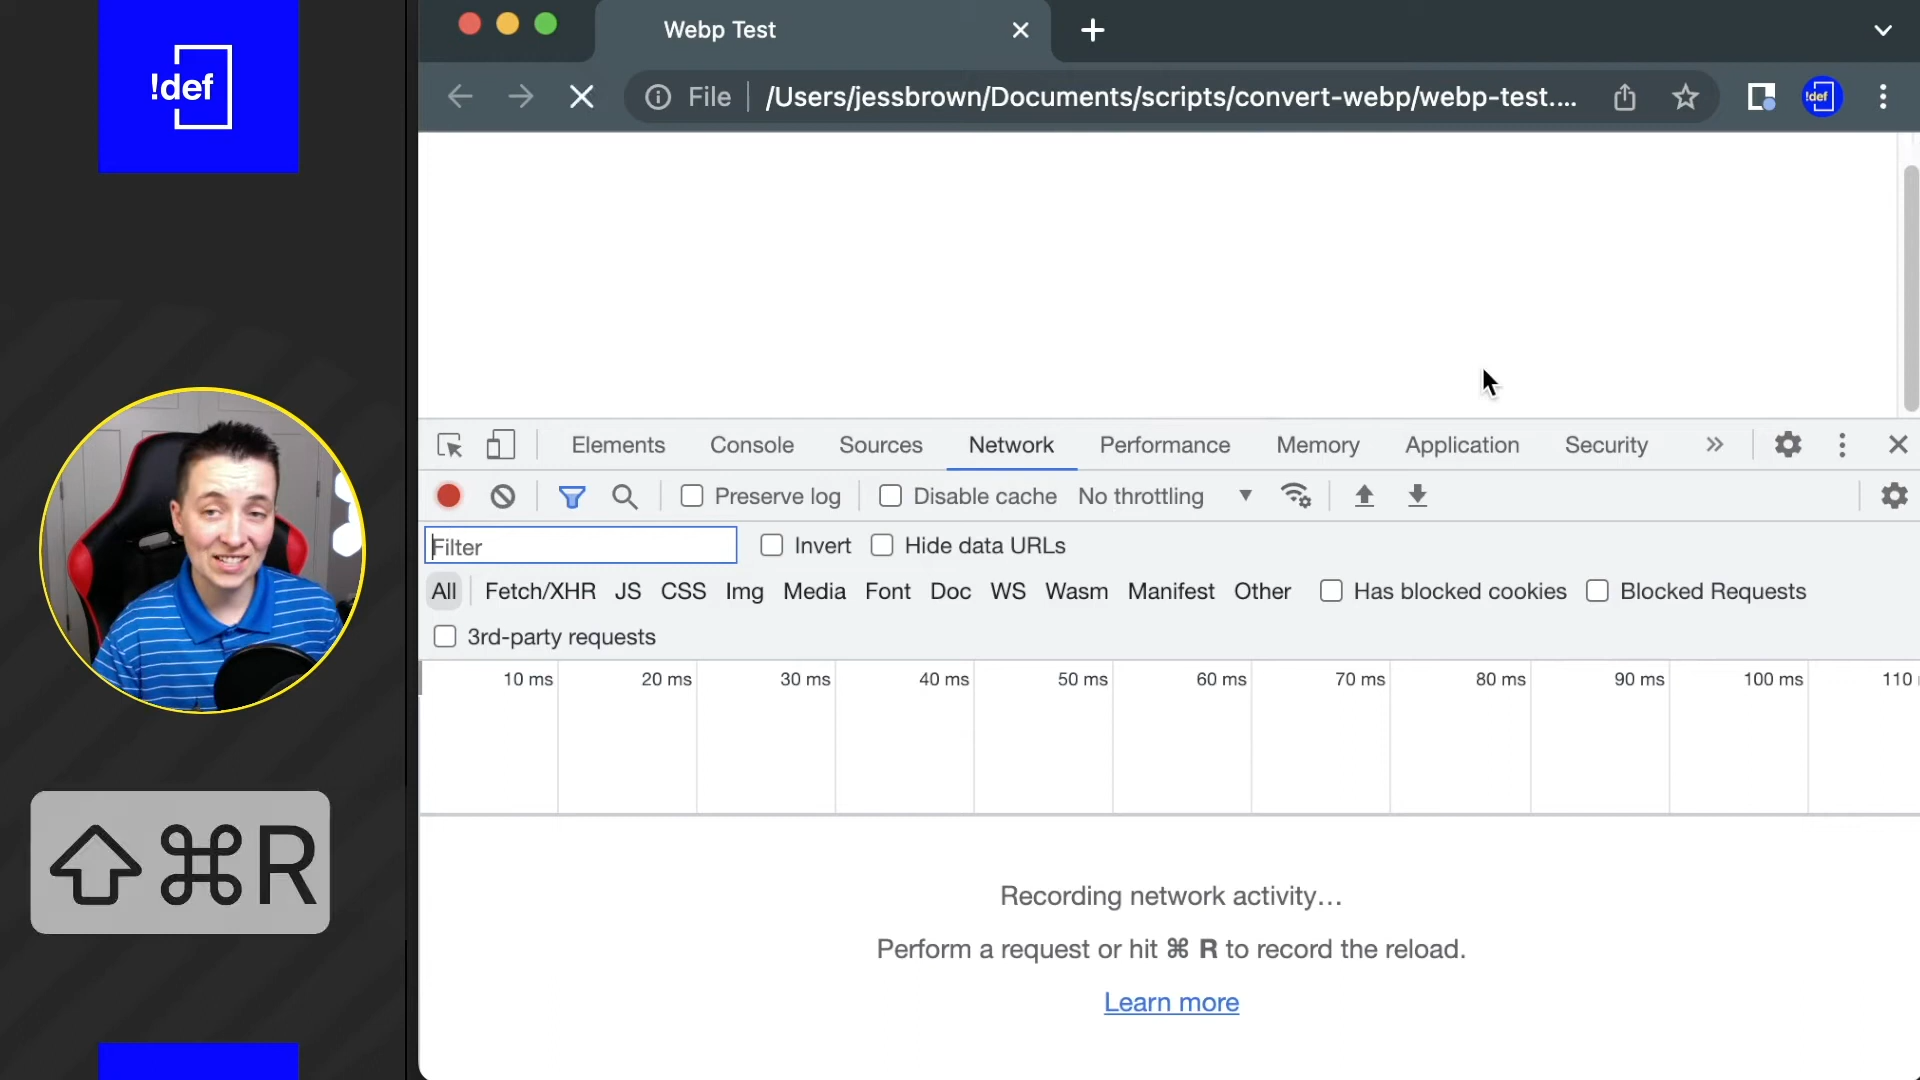 !def
⇧⌘R
Webp Test
File
/Users/jessbrown/Documents/scripts/convert-webp/webp-test....
!def
Elements Console Sources Network Performance Memory Application Security
Preserve log Disable cache No throttling
Filter Invert Hide data URLs
All Fetch/XHR JS CSS Img Media Font Doc WS Wasm Manifest Other Has blocked cookies Blocked Requests
3rd-party requests
10 ms 20 ms 30 ms 40 ms 50 ms 60 ms 70 ms 80 ms 90 ms 100 ms 110
Recording network activity…
Perform a request or hit ⌘ R to record the reload.
Learn more